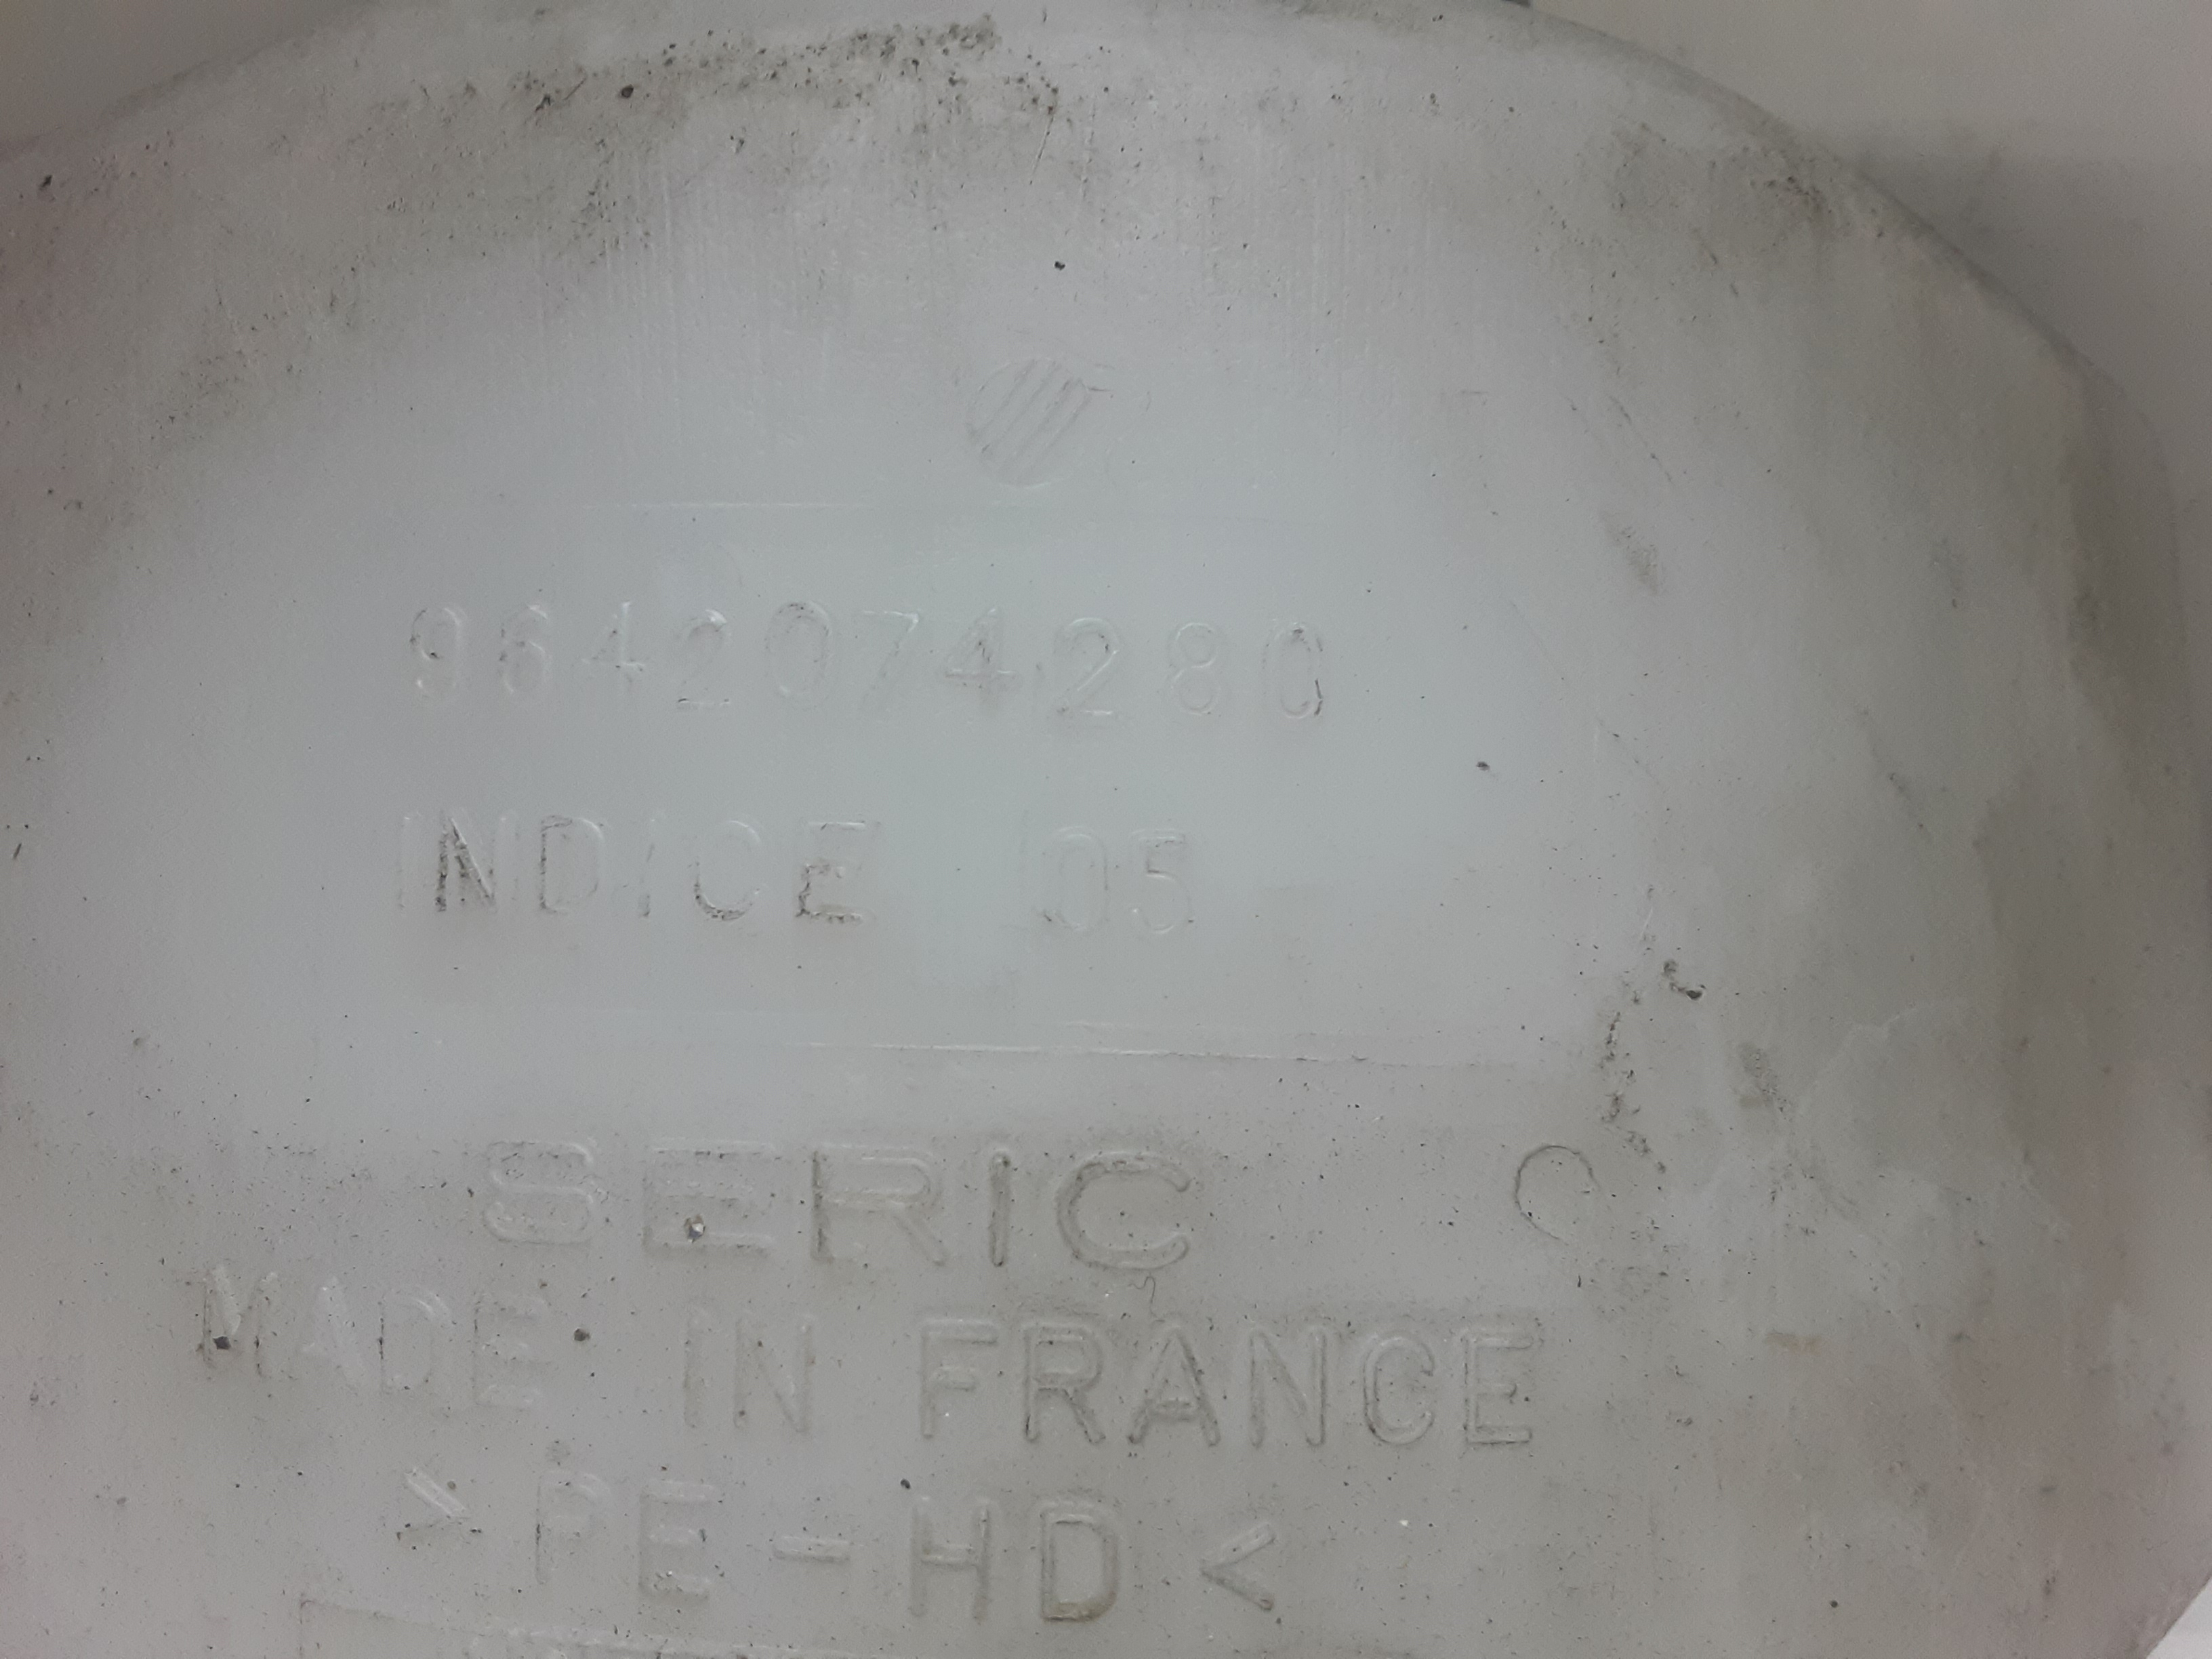 9642074280
INDICE 05
SERIC
MADE IN FRANCE
>PE-HD<